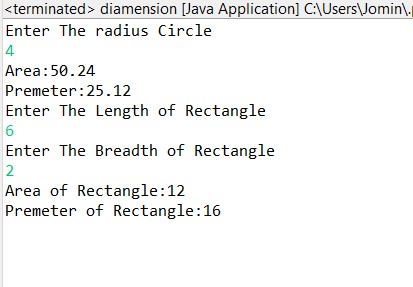 <terminated> diamension [Java Application] C:\Users\Jomin\.
Enter The radius Circle
4
Area:50.24
Premeter:25.12
Enter The Length of Rectangle
6
Enter The Breadth of Rectangle
2
Area of Rectangle:12
Premeter of Rectangle:16